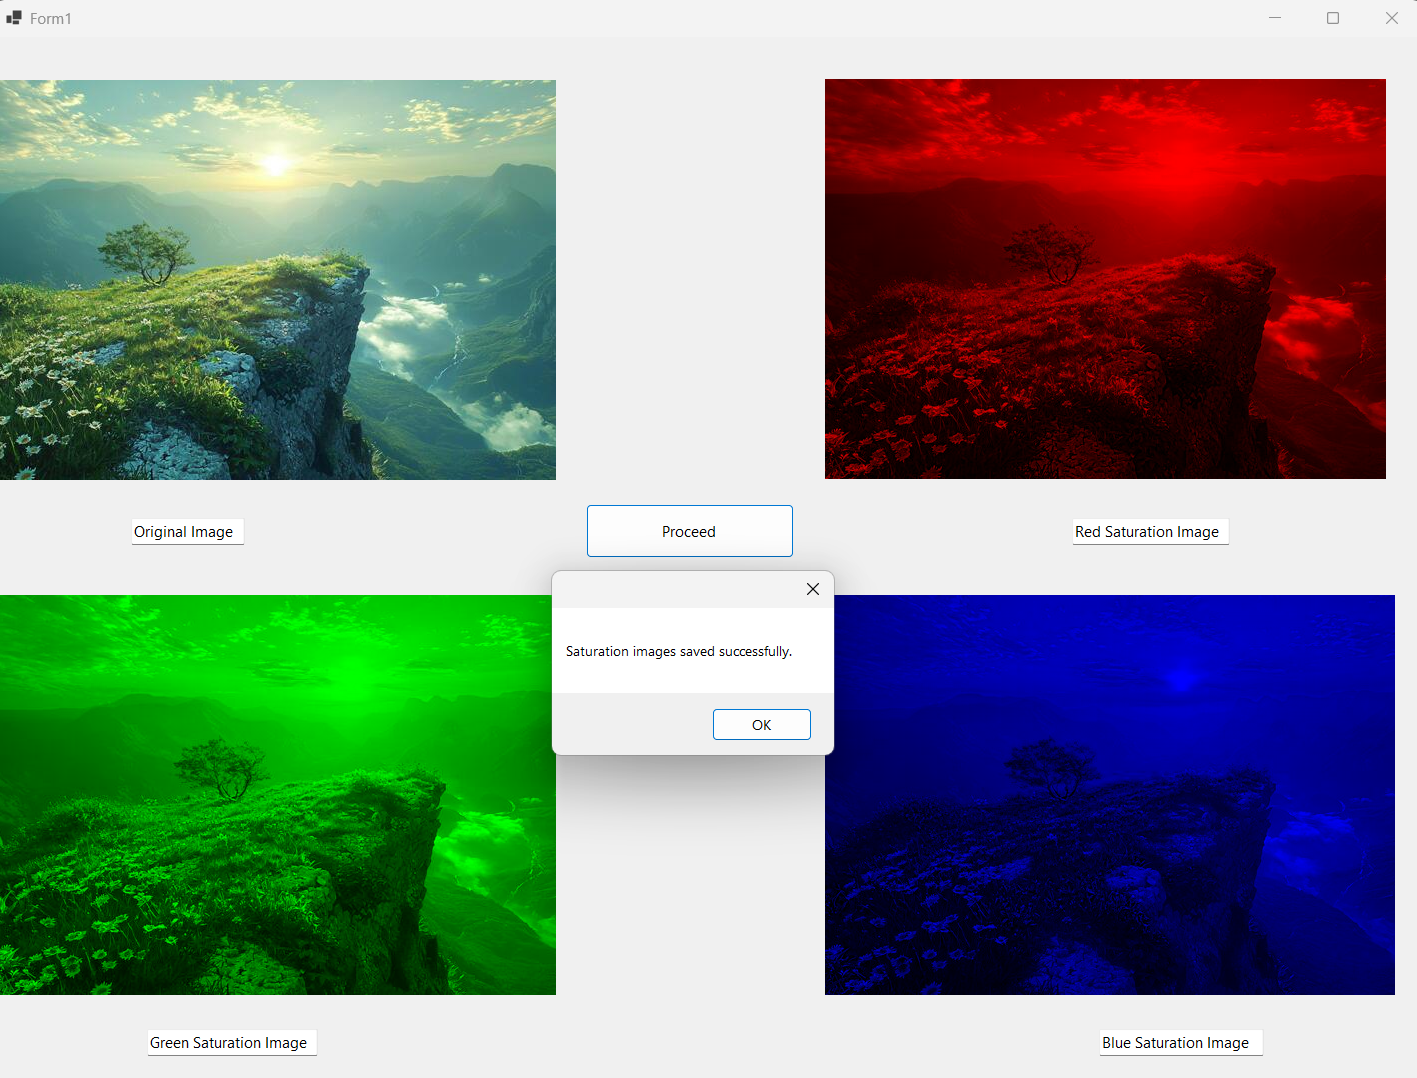 Form1
Original Image
Proceed
Red Saturation Image
Saturation images saved successfully.
OK
Green Saturation Image
Blue Saturation Image